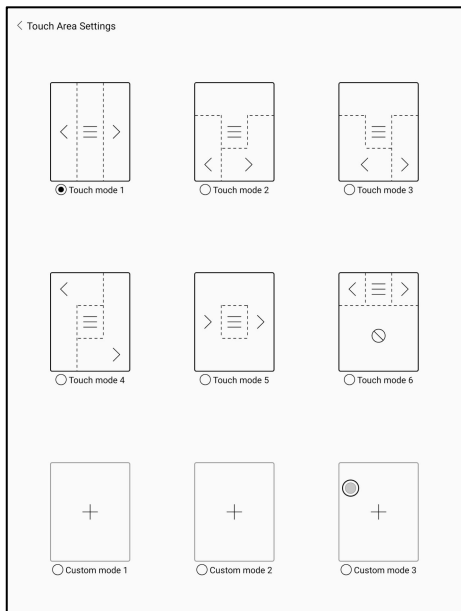 Touch Area Settings
Touch mode 1
Touch mode 2
Touch mode 3
Touch mode 4
Touch mode 5
Touch mode 6
Custom mode 1
Custom mode 2
Custom mode 3